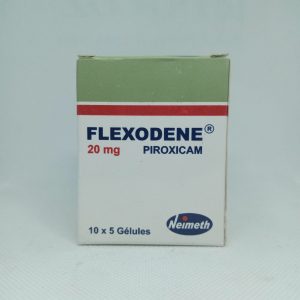 FLEXODENE®
20 mg PIROXICAM
Neimeth
10 x 5 Gélules